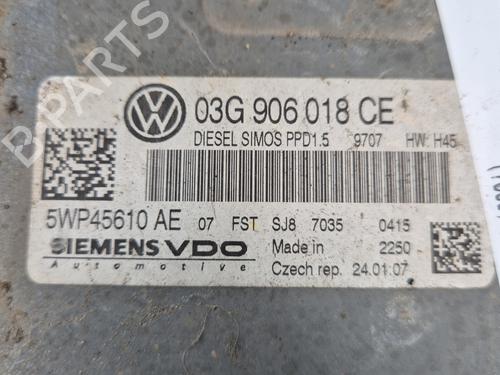 03G 906 018 CE
DIESEL SIMOS PPD1.5 9707 HW: H45
5WP45610 AE 07 FST SJ8 7035 0415
SIEMENS VDO Made in 2250
Automotive Czech rep. 24.01.07